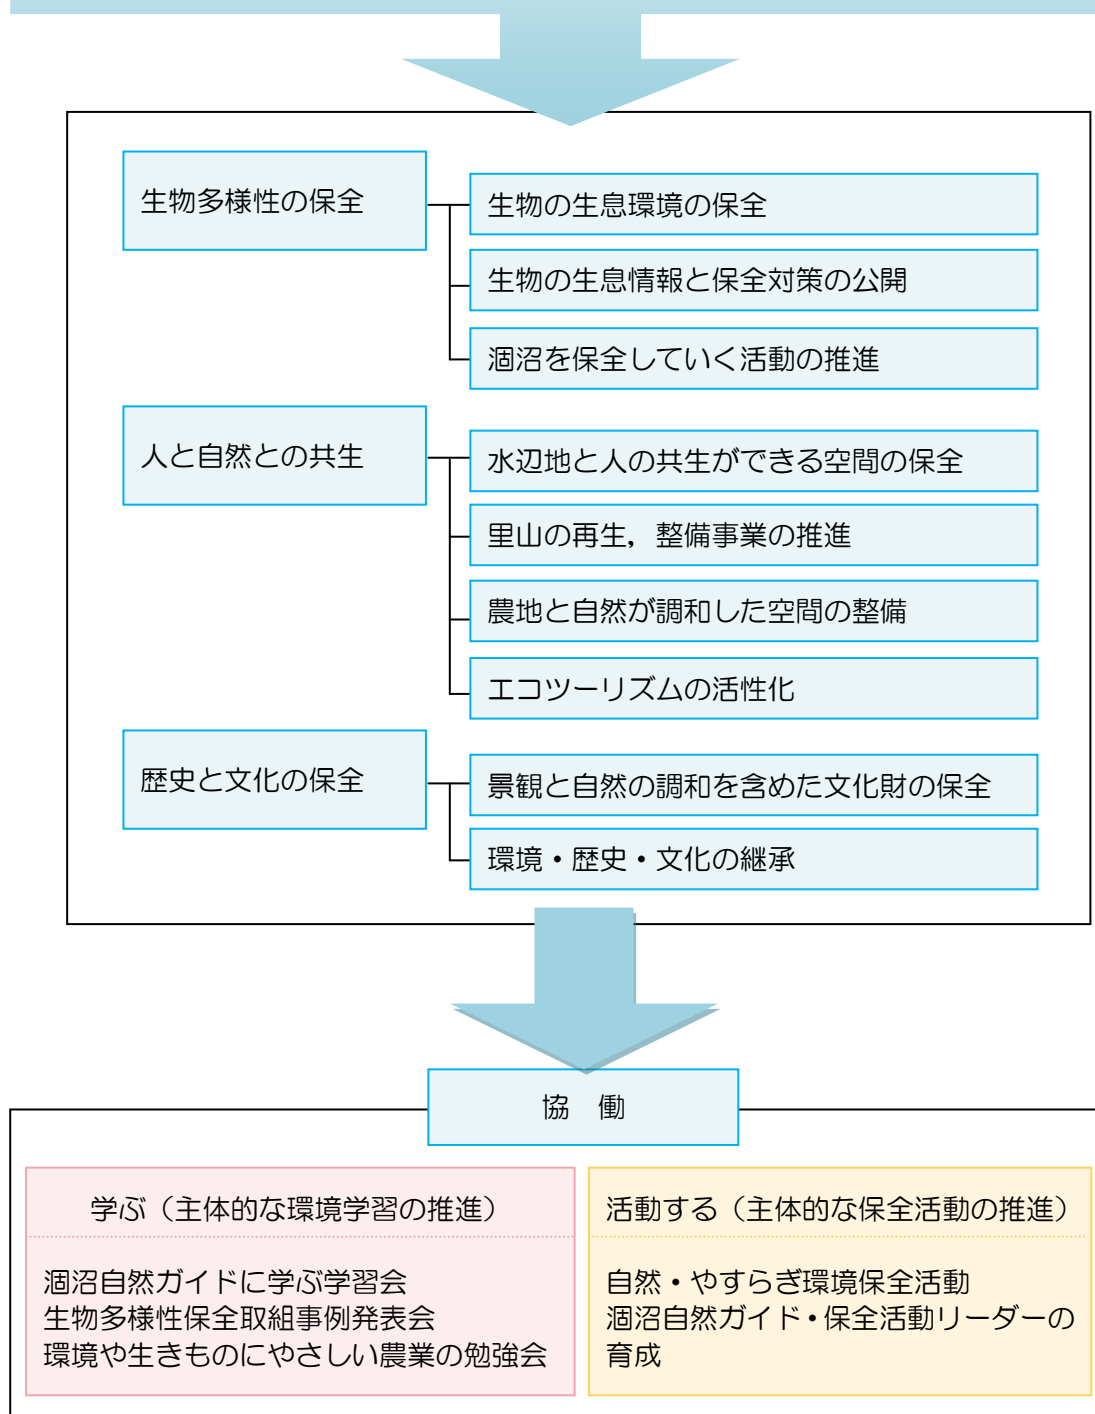 生物多様性の保全
生物の生息環境の保全
生物の生息情報と保全対策の公開
涸沼を保全していく活動の推進
人と自然との共生
水辺地と人の共生ができる空間の保全
里山の再生，整備事業の推進
農地と自然が調和した空間の整備
エコツーリズムの活性化
歴史と文化の保全
景観と自然の調和を含めた文化財の保全
環境・歴史・文化の継承
協　働
学ぶ（主体的な環境学習の推進）
涸沼自然ガイドに学ぶ学習会
生物多様性保全取組事例発表会
環境や生きものにやさしい農業の勉強会
活動する（主体的な保全活動の推進）
自然・やすらぎ環境保全活動
涸沼自然ガイド・保全活動リーダーの
育成